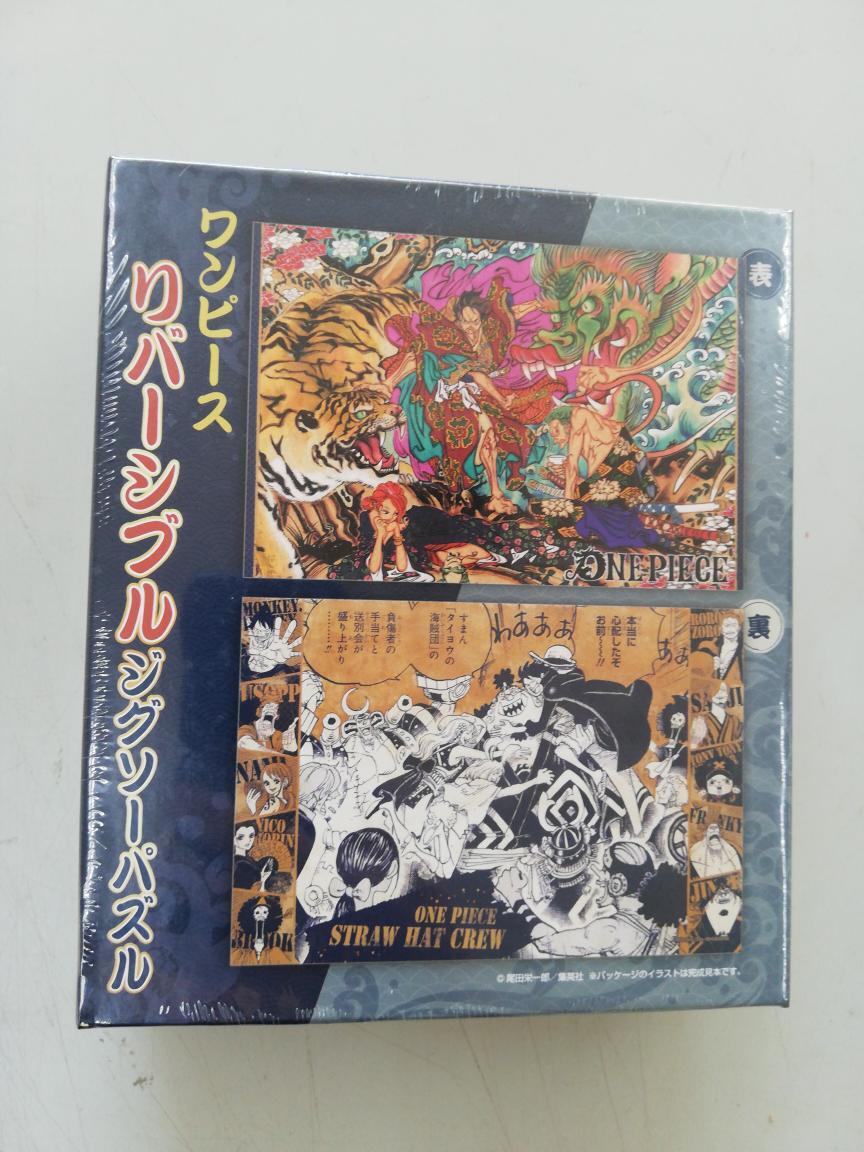 ワンピース
リバーシブルジグソーパズル
表
ONE PIECE
裏
MONKEY.
USOPP
NAMI
NICO
ROBIN
BROOK
RORO
ZORO
SANJI
TONY TONY
FRANKY
JIN
本当に
心配したぞ
お前～～～!!
わあああ
ああ
すまん
「タイヨウの
海賊団」の
負傷者の
手当てと
送別会が
盛り上がり
………!!
ONE PIECE
STRAW HAT CREW
© 尾田栄一郎／集英社 ※パッケージのイラストは完成見本です。